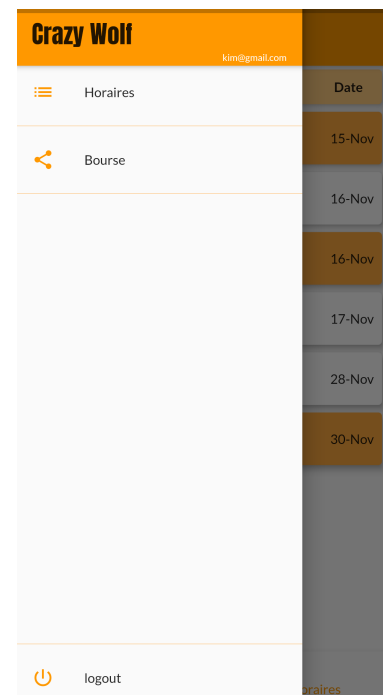 Crazy Wolf
kim@gmail.com
Horaires
Bourse
logout
Date
15-Nov
16-Nov
16-Nov
17-Nov
28-Nov
30-Nov
oraires